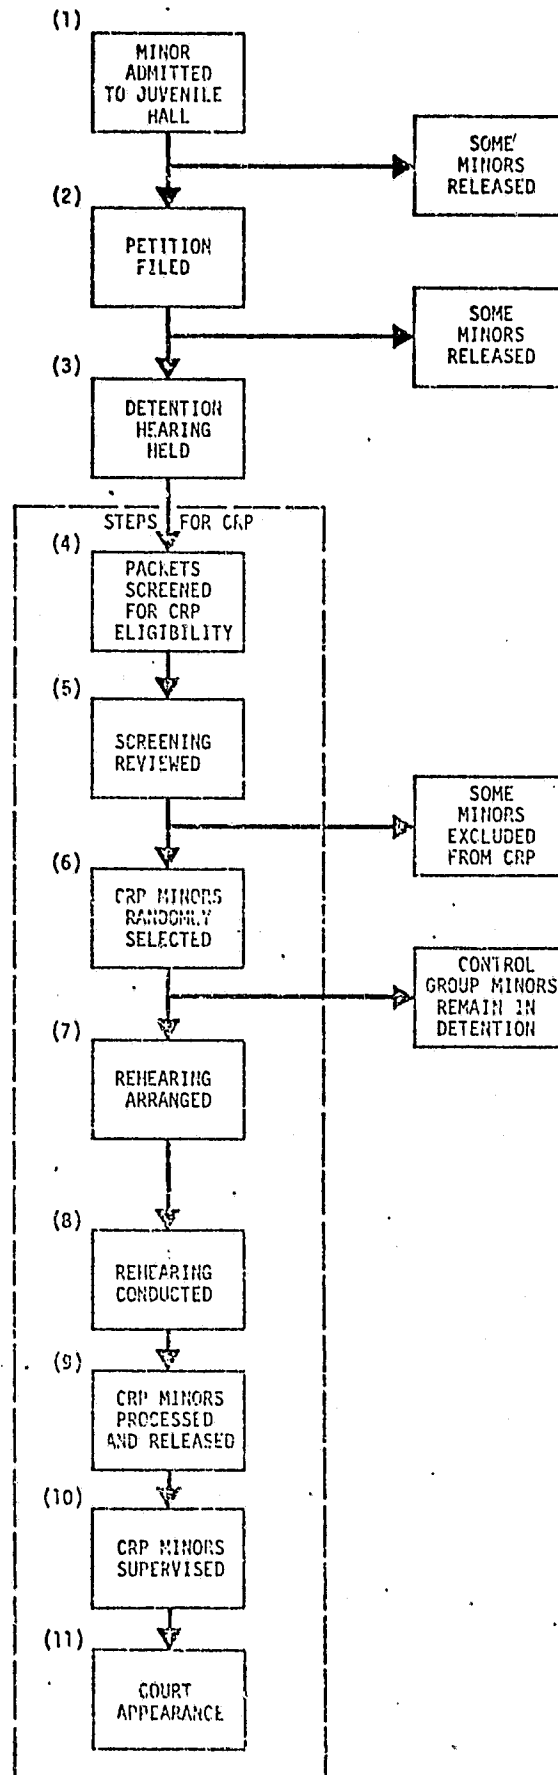 (1)
MINOR
ADMITTED
TO JUVENILE
HALL
SOME
MINORS
RELEASED
(2)
PETITION
FILED
SOME
MINORS
RELEASED
(3)
DETENTION
HEARING
HELD
STEPS FOR CRP
(4)
PACKETS
SCREENED
FOR CRP
ELIGIBILITY
(5)
SCREENING
REVIEWED
SOME
MINORS
EXCLUDED
FROM CRP
(6)
CRP MINORS
RANDOMLY
SELECTED
CONTROL
GROUP MINORS
REMAIN IN
DETENTION
(7)
REHEARING
ARRANGED
(8)
REHEARING
CONDUCTED
(9)
CRP MINORS
PROCESSED
AND RELEASED
(10)
CRP MINORS
SUPERVISED
(11)
COURT
APPEARANCE